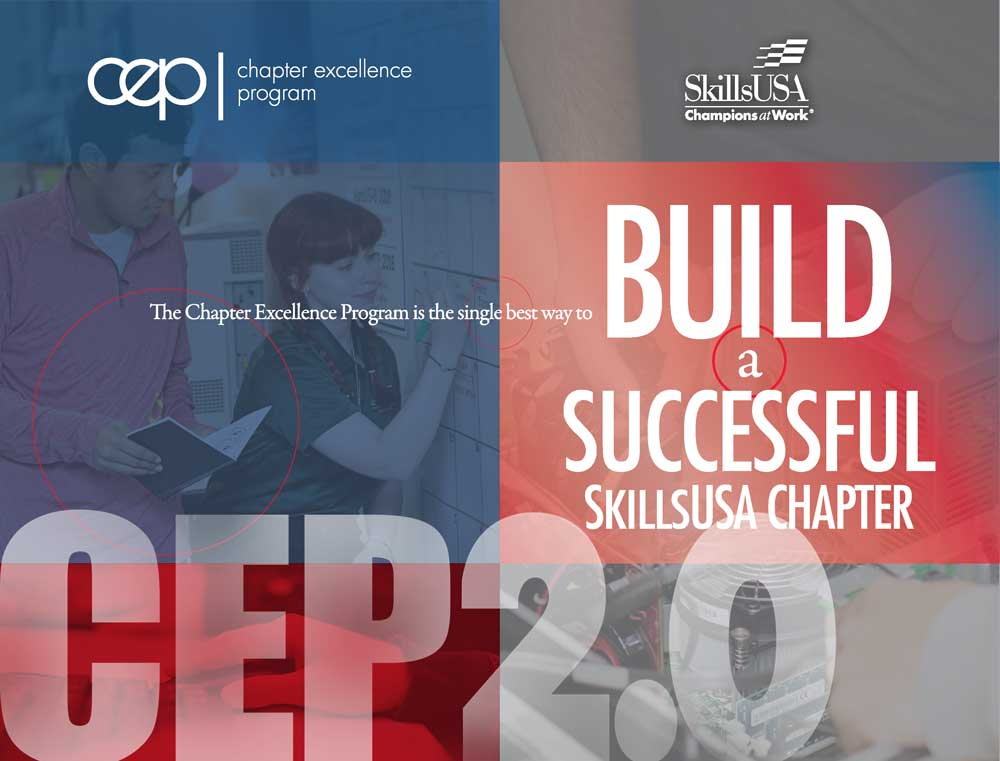 cep
chapter excellence
program
SkillsUSA
Champions at Work®
The Chapter Excellence Program is the single best way to
BUILD
a
SUCCESSFUL
SKILLSUSA CHAPTER
CEP2.0